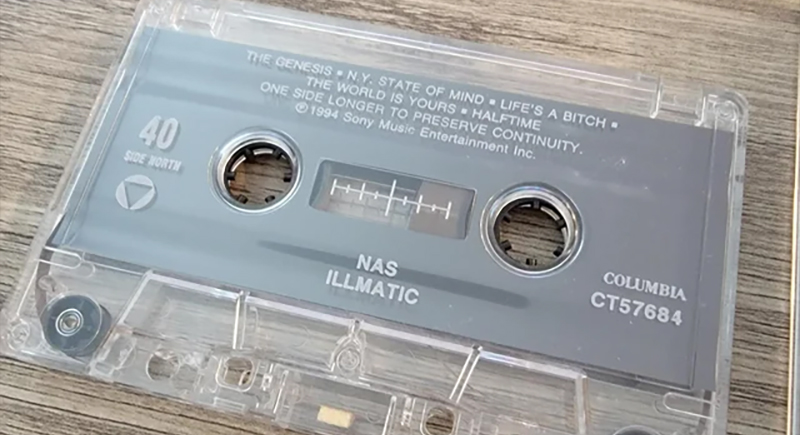 THE GENESIS ▪ N.Y. STATE OF MIND ▪ LIFE'S A BITCH ▪
THE WORLD IS YOURS ▪ HALFTIME
ONE SIDE LONGER TO PRESERVE CONTINUITY.
℗1994 Sony Music Entertainment Inc.
40
SIDE NORTH
NAS
ILLMATIC
COLUMBIA
CT57684